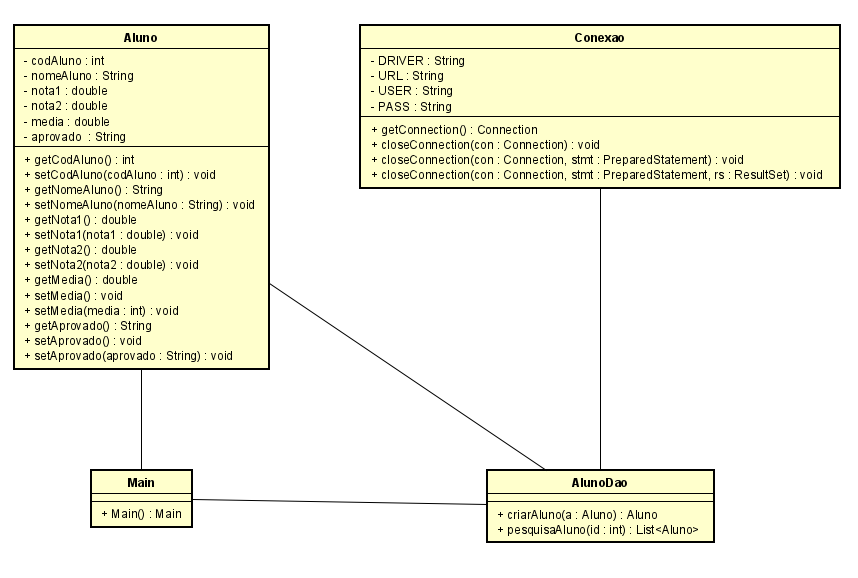 Aluno
- codAluno : int
- nomeAluno : String
- nota1 : double
- nota2 : double
- media : double
- aprovado : String
+ getCodAluno() : int
+ setCodAluno(codAluno : int) : void
+ getNomeAluno() : String
+ setNomeAluno(nomeAluno : String) : void
+ getNota1() : double
+ setNota1(nota1 : double) : void
+ getNota2() : double
+ setNota2(nota2 : double) : void
+ getMedia() : double
+ setMedia() : void
+ setMedia(media : int) : void
+ getAprovado() : String
+ setAprovado() : void
+ setAprovado(aprovado : String) : void
Conexao
- DRIVER : String
- URL : String
- USER : String
- PASS : String
+ getConnection() : Connection
+ closeConnection(con : Connection) : void
+ closeConnection(con : Connection, stmt : PreparedStatement) : void
+ closeConnection(con : Connection, stmt : PreparedStatement, rs : ResultSet) : void
Main
+ Main() : Main
AlunoDao
+ criarAluno(a : Aluno) : Aluno
+ pesquisaAluno(id : int) : List<Aluno>